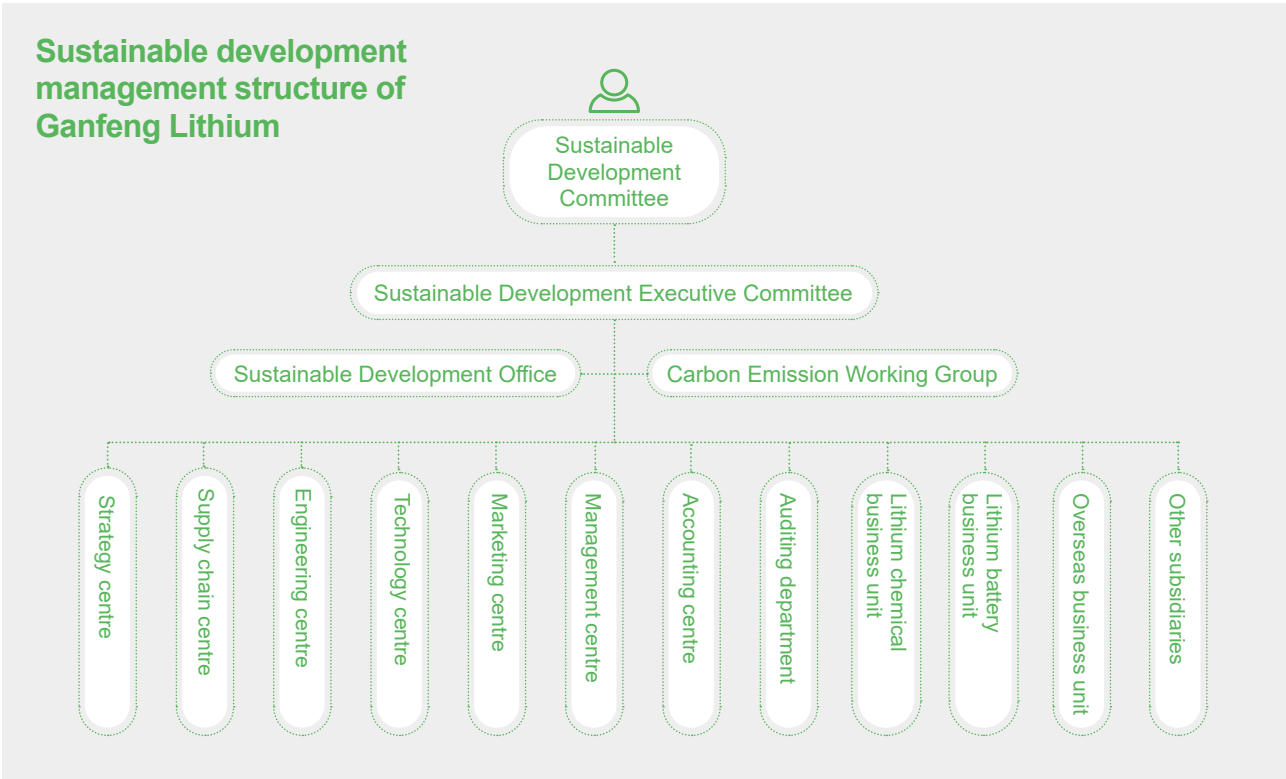 Sustainable development
management structure of
Ganfeng Lithium
Sustainable
Development
Committee
Sustainable Development Executive Committee
Sustainable Development Office
Carbon Emission Working Group
Strategy centre
Supply chain centre
Engineering centre
Technology centre
Marketing centre
Management centre
Accounting centre
Auditing department
Lithium chemical
business unit
Lithium battery
business unit
Overseas business unit
Other subsidiaries